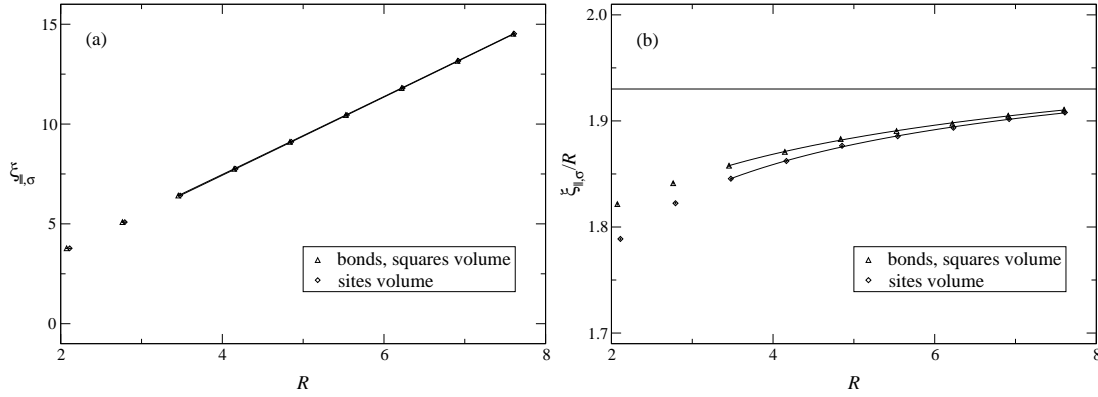 (a)
15
10
5
0
ξ||,σ
2
4
6
8
R
bonds, squares volume
sites volume
(b)
2.0
1.9
1.8
1.7
ξ||,σ/R
2
4
6
8
R
bonds, squares volume
sites volume